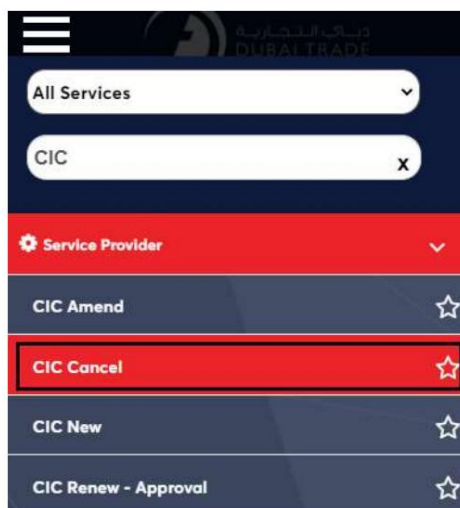 دبي التجارية
DUBAI TRADE
All Services
CIC
x
Service Provider
CIC Amend
CIC Cancel
CIC New
CIC Renew - Approval